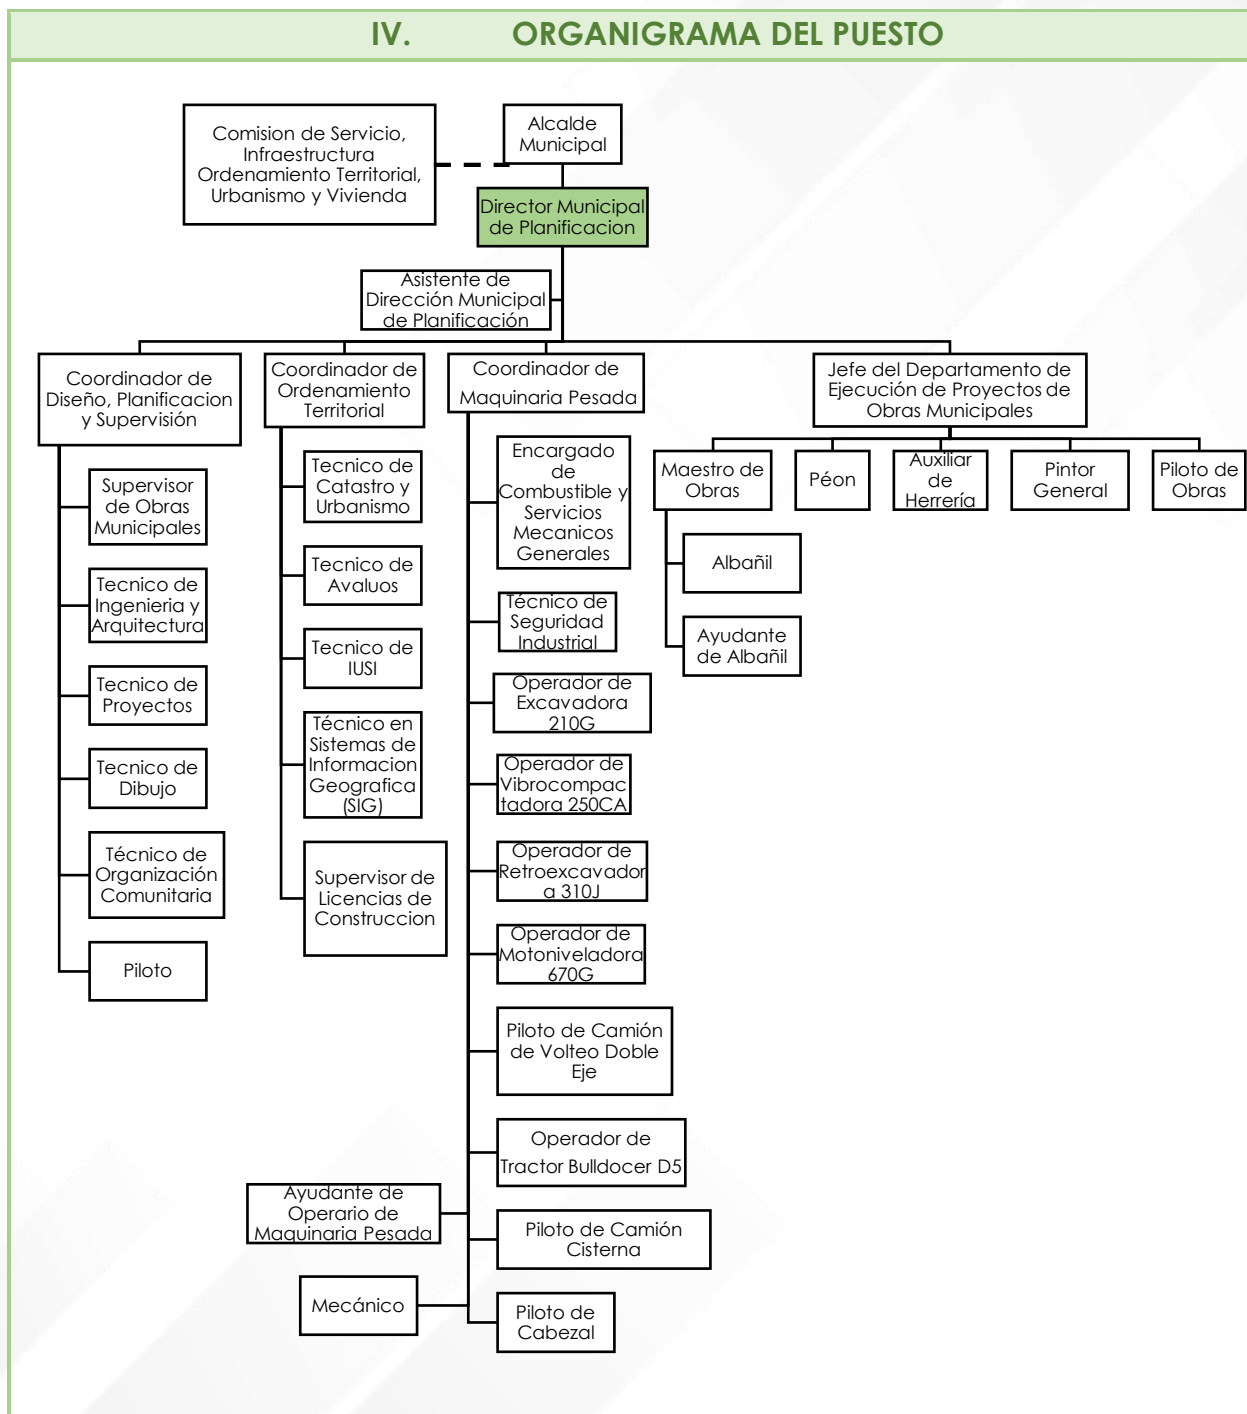 IV. ORGANIGRAMA DEL PUESTO
Comision de Servicio,
Infraestructura
Ordenamiento Territorial,
Urbanismo y Vivienda
Alcalde
Municipal
Director Municipal
de Planificacion
Asistente de
Dirección Municipal
de Planificación
Coordinador de
Diseño, Planificacion
y Supervisión
Supervisor
de Obras
Municipales
Tecnico de
Ingenieria y
Arquitectura
Tecnico de
Proyectos
Tecnico de
Dibujo
Técnico de
Organización
Comunitaria
Piloto
Coordinador de
Ordenamiento
Territorial
Tecnico de
Catastro y
Urbanismo
Tecnico de
Avaluos
Tecnico de
IUSI
Técnico en
Sistemas de
Informacion
Geografica
(SIG)
Supervisor de
Licencias de
Construccion
Coordinador de
Maquinaria Pesada
Encargado
de
Combustible y
Servicios
Mecanicos
Generales
Técnico de
Seguridad
Industrial
Operador de
Excavadora
210G
Operador de
Vibrocompac
tadora 250CA
Operador de
Retroexcavador
a 310J
Operador de
Motoniveladora
670G
Piloto de Camión
de Volteo Doble
Eje
Operador de
Tractor Bulldocer D5
Ayudante de
Operario de
Maquinaria Pesada
Piloto de Camión
Cisterna
Mecánico
Piloto de
Cabezal
Jefe del Departamento de
Ejecución de Proyectos de
Obras Municipales
Maestro de
Obras
Albañil
Ayudante
de Albañil
Péon
Auxiliar
de
Herrería
Pintor
General
Piloto de
Obras